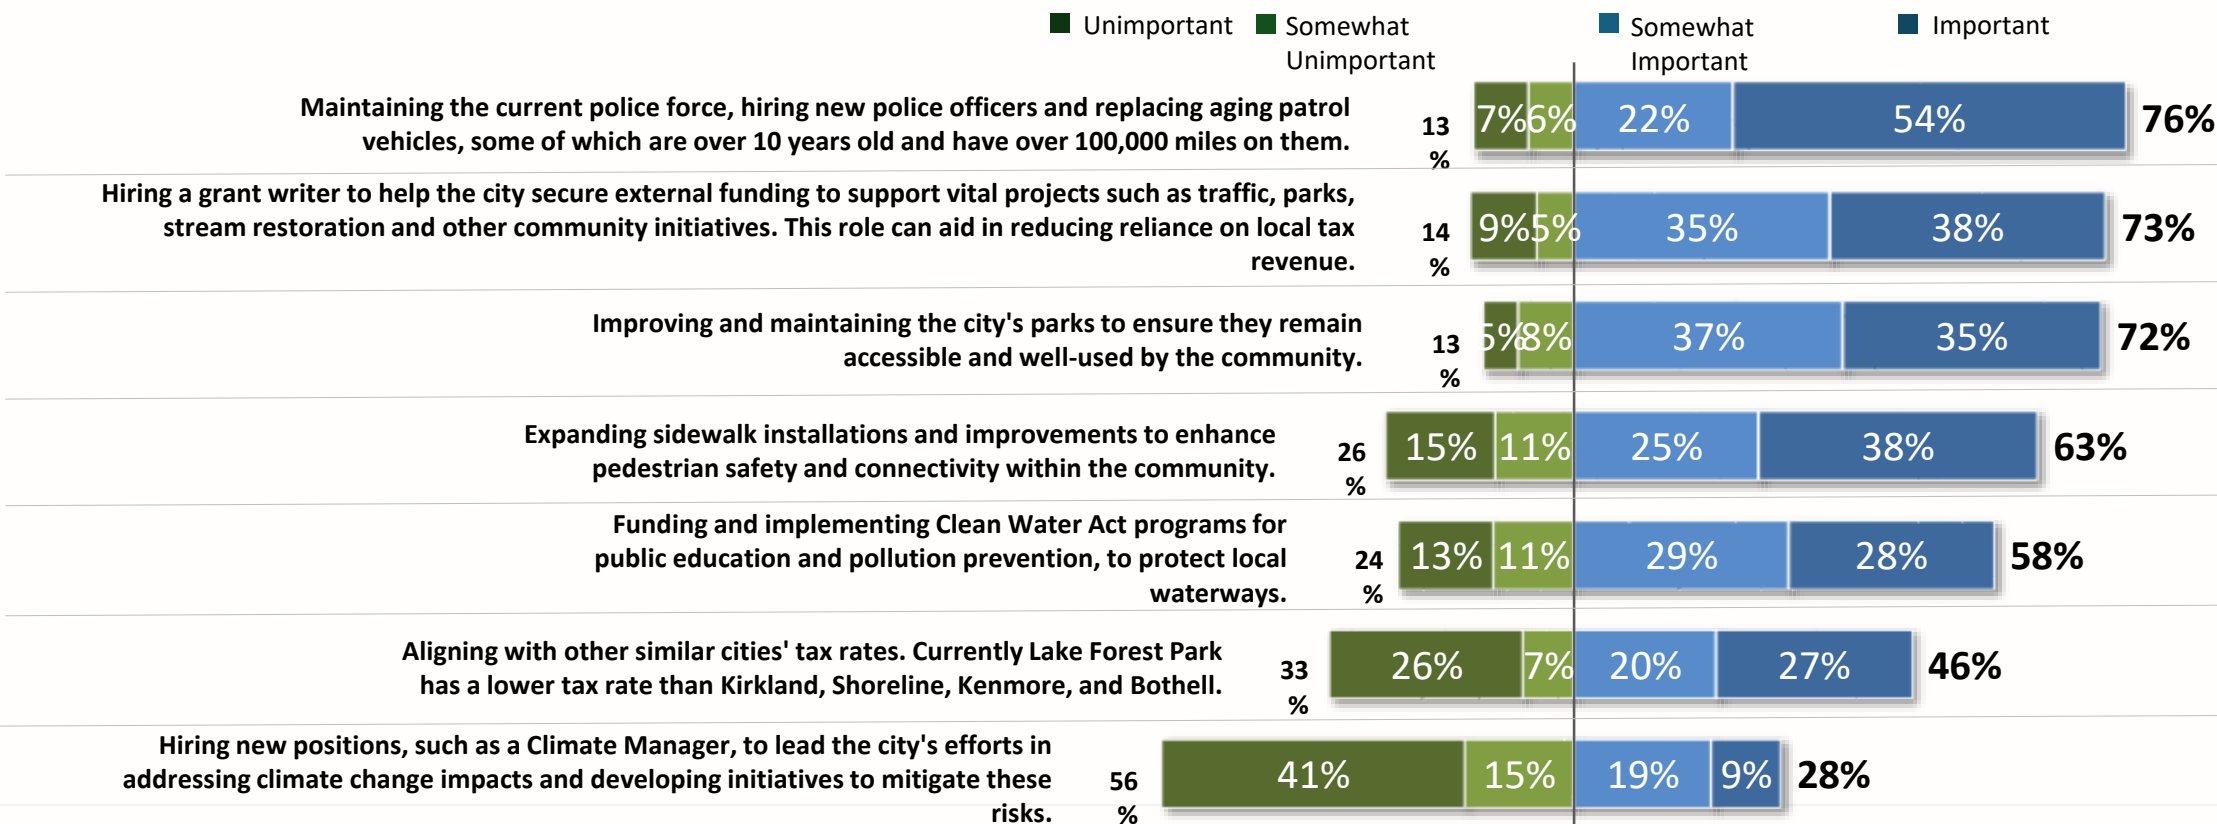 Unimportant
Somewhat
Unimportant
Somewhat
Important
Important
Maintaining the current police force, hiring new police officers and replacing aging patrol
vehicles, some of which are over 10 years old and have over 100,000 miles on them.
13
%
7%
6%
22%
54%
76%
Hiring a grant writer to help the city secure external funding to support vital projects such as traffic, parks,
stream restoration and other community initiatives. This role can aid in reducing reliance on local tax
revenue.
14
%
9%
5%
35%
38%
73%
Improving and maintaining the city's parks to ensure they remain
accessible and well-used by the community.
13
%
5%
8%
37%
35%
72%
Expanding sidewalk installations and improvements to enhance
pedestrian safety and connectivity within the community.
26
%
15%
11%
25%
38%
63%
Funding and implementing Clean Water Act programs for
public education and pollution prevention, to protect local
waterways.
24
%
13%
11%
29%
28%
58%
Aligning with other similar cities' tax rates. Currently Lake Forest Park
has a lower tax rate than Kirkland, Shoreline, Kenmore, and Bothell.
33
%
26%
7%
20%
27%
46%
Hiring new positions, such as a Climate Manager, to lead the city's efforts in
addressing climate change impacts and developing initiatives to mitigate these
risks.
56
%
41%
15%
19%
9%
28%